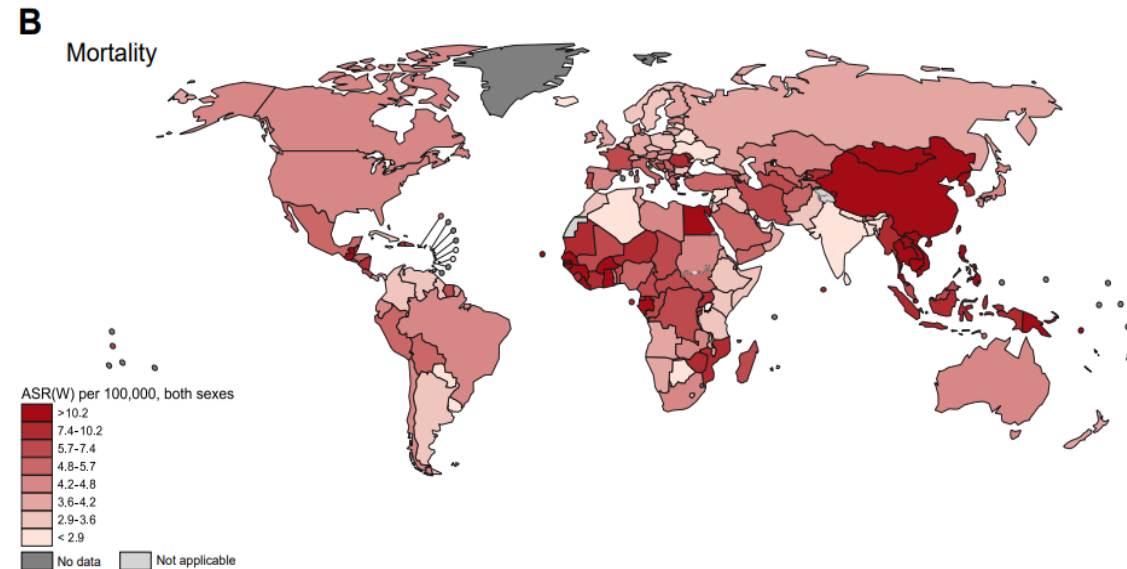 B
Mortality
ASR(W) per 100,000, both sexes
>10.2
7.4-10.2
5.7-7.4
4.8-5.7
4.2-4.8
3.6-4.2
2.9-3.6
< 2.9
No data
Not applicable